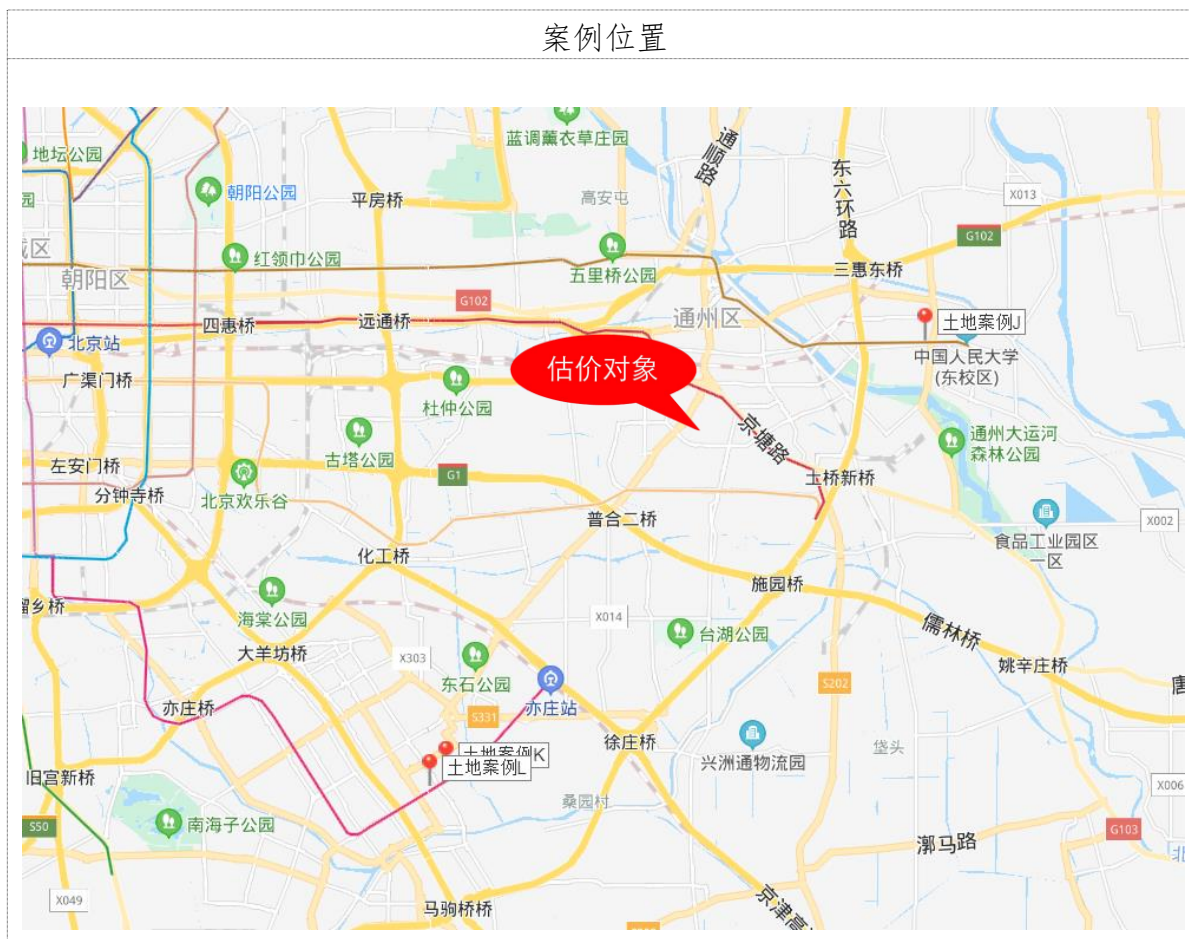 案例位置
蓝调薰衣草庄园
通顺路
东六环路
地坛公园
朝阳公园
平房桥
高安屯
X013
G102
红领巾公园
五里桥公园
三惠东桥
朝阳区
G102
通州区
土地案例J
四惠桥
远通桥
北京站
中国人民大学
(东校区)
估价对象
广渠门桥
杜仲公园
京塘路
通州大运河
森林公园
古塔公园
左安门桥
G1
土桥新桥
北京欢乐谷
分钟寺桥
普合二桥
X002
食品工业园区
一区
化工桥
施园桥
海棠公园
X014
台湖公园
儒林桥
大羊坊桥
X303
东石公园
姚辛庄桥
S202
亦庄桥
亦庄站
S331
徐庄桥
土地案例K
土地案例L
兴洲通物流园
垡头
旧宫新桥
X006
桑园村
S50
南海子公园
G103
漷马路
X049
马驹桥桥
京津高